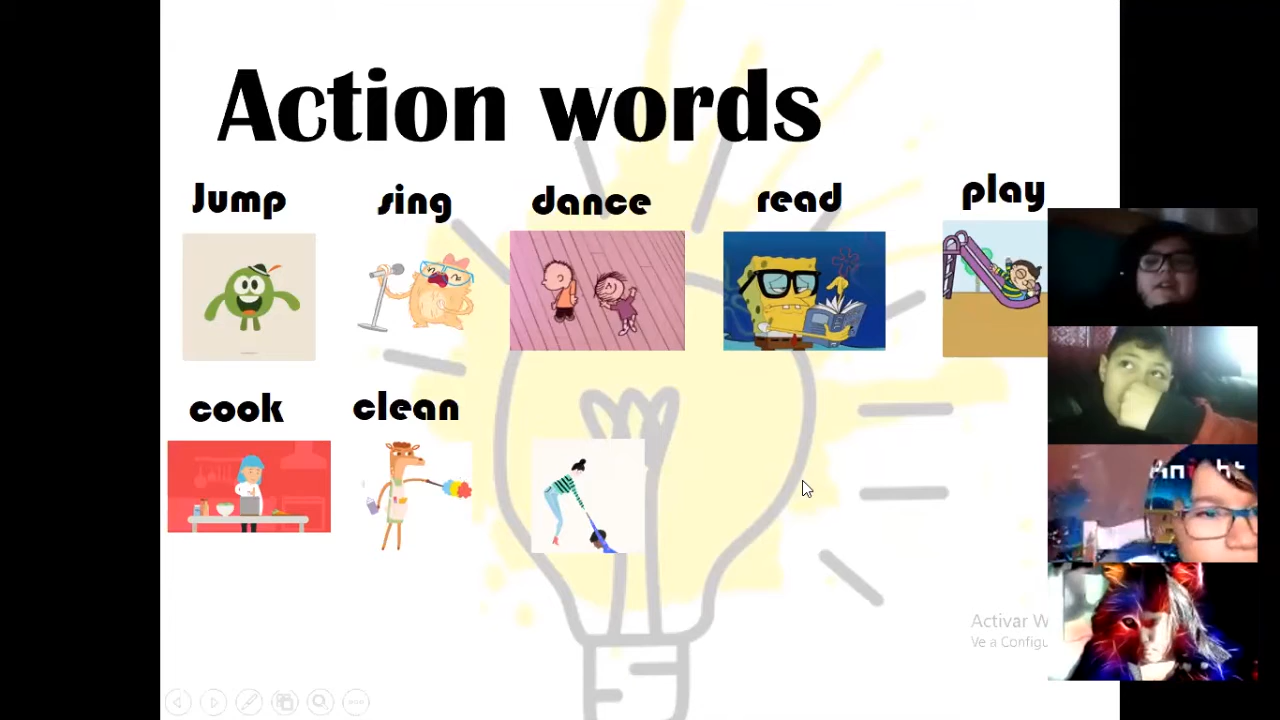 Action words
Jump
sing
dance
read
play
cook
clean
Activar W
Ve a Configu